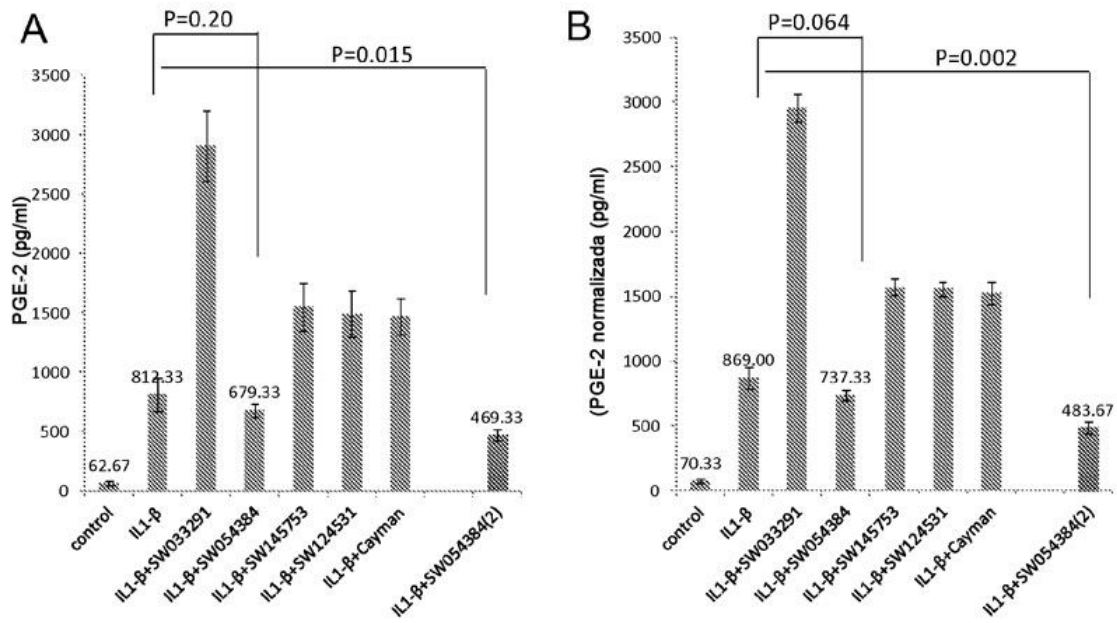 A
P=0.20
P=0.015
PGE-2 (pg/ml)
3500
3000
2500
2000
1500
1000
500
0
62.67
812.33
679.33
469.33
control
IL1-β
IL1-β+SW033291
IL1-β+SW054384
IL1-β+SW145753
IL1-β+SW124531
IL1-β+Cayman
IL1-β+SW054384(2)
B
P=0.064
P=0.002
(PGE-2 normalizada (pg/ml)
3500
3000
2500
2000
1500
1000
500
0
70.33
869.00
737.33
483.67
control
IL1-β
IL1-β+SW033291
IL1-β+SW054384
IL1-β+SW145753
IL1-β+SW124531
IL1-β+Cayman
IL1-β+SW054384(2)